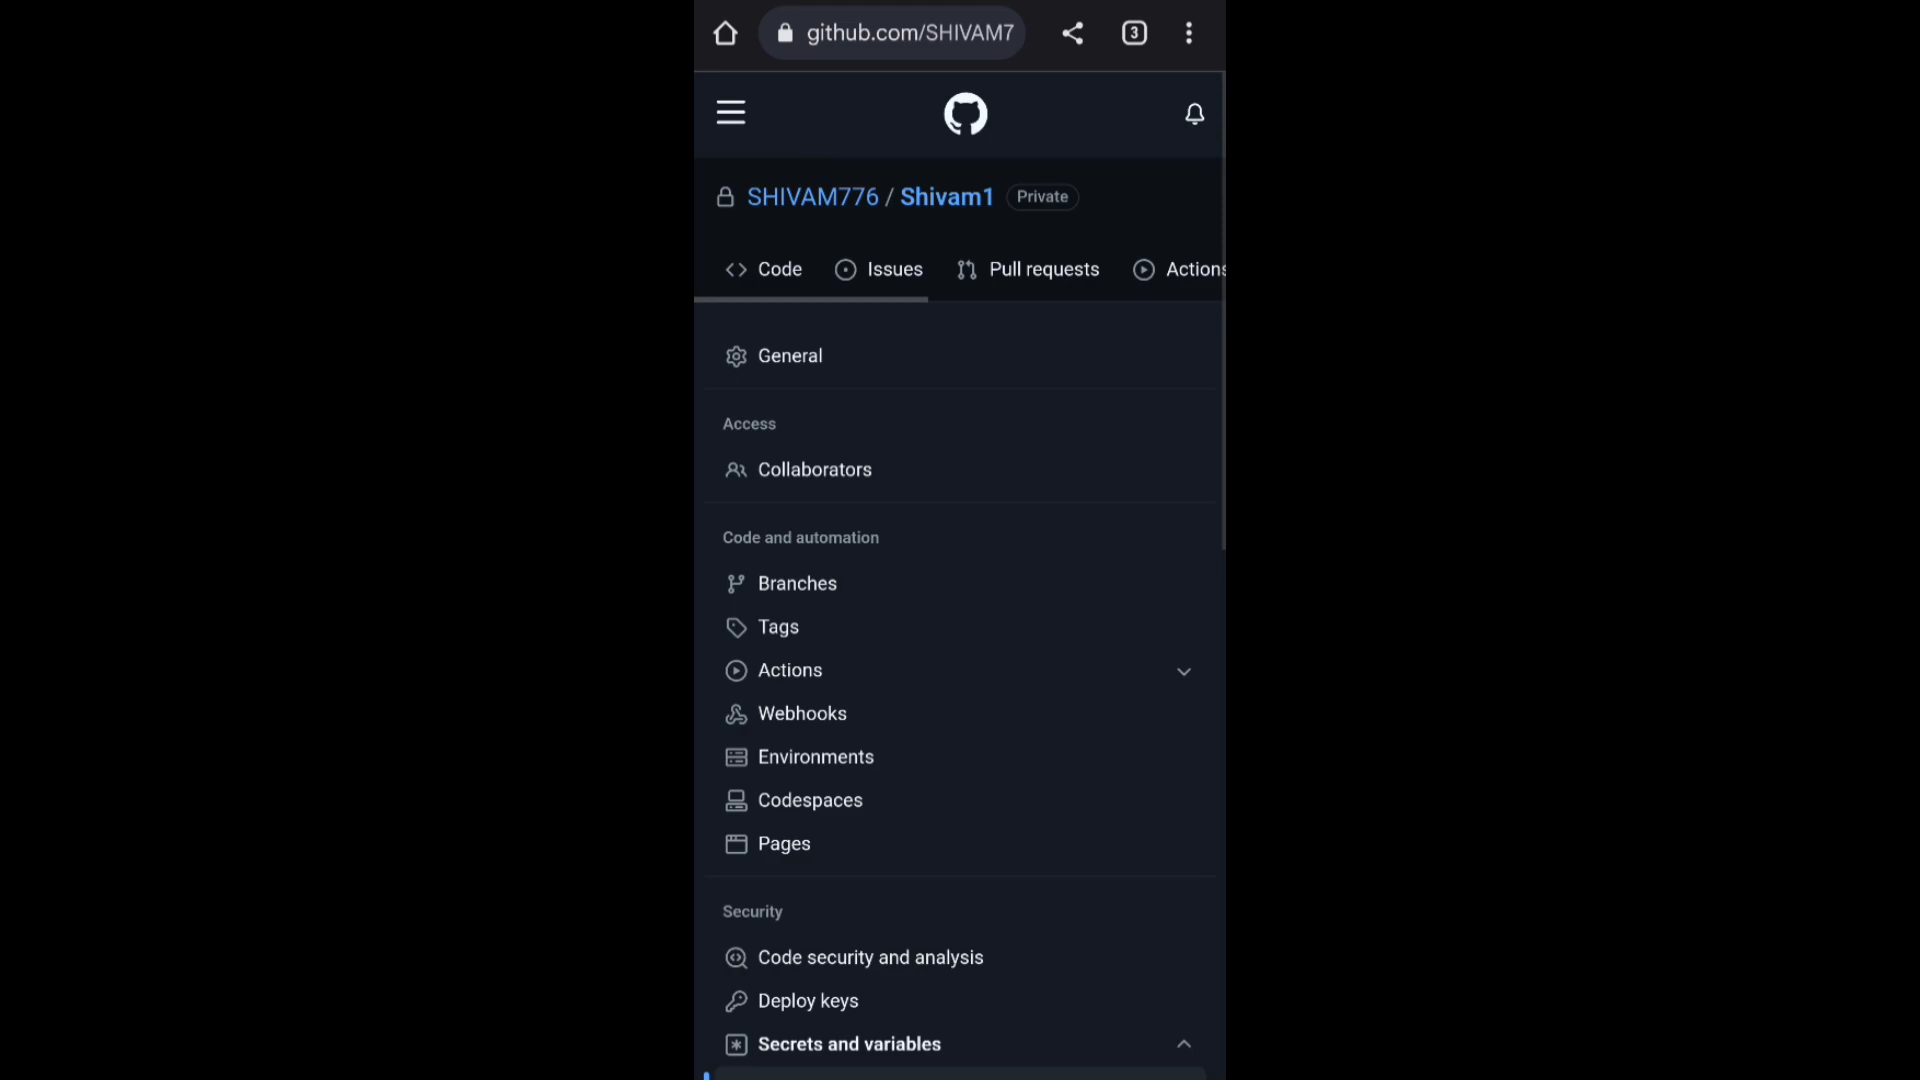 github.com/SHIVAM7
3
SHIVAM776 / Shivam1 Private
Code Issues Pull requests Actions
General
Access
Collaborators
Code and automation
Branches
Tags
Actions
Webhooks
Environments
Codespaces
Pages
Security
Code security and analysis
Deploy keys
Secrets and variables